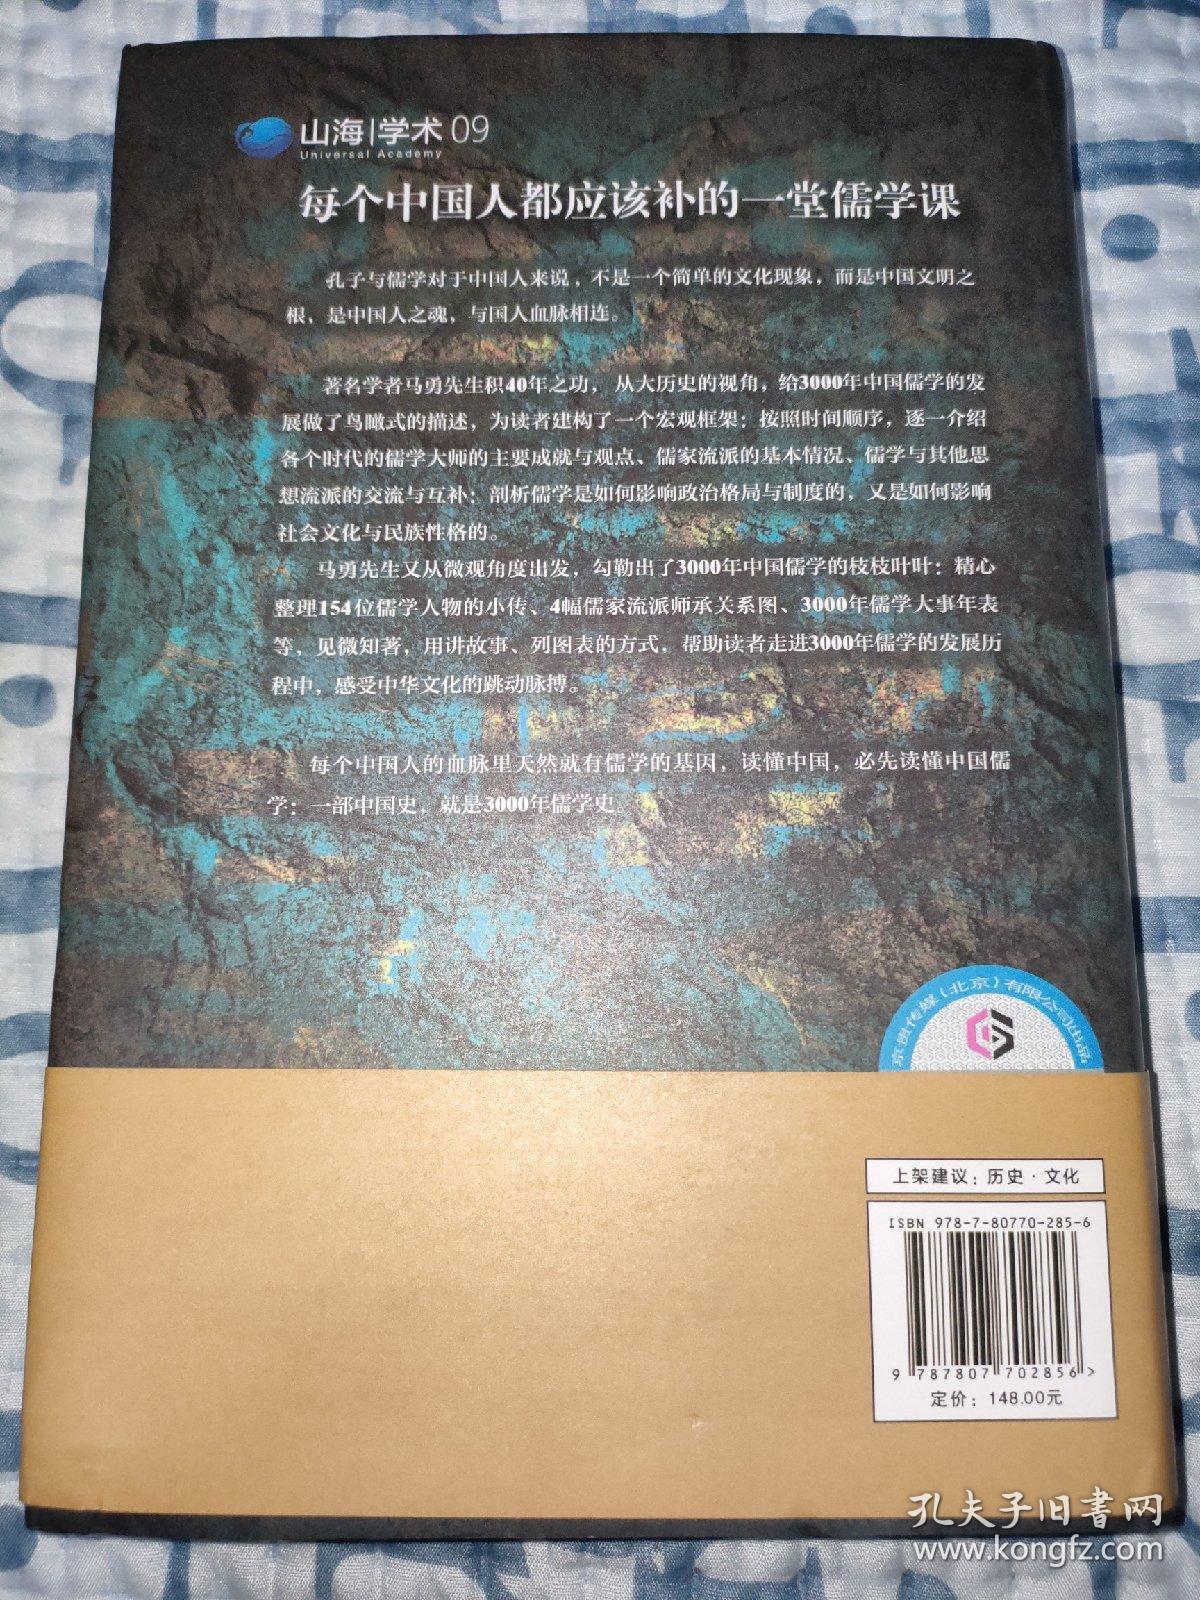 山海|学术 09
Universal Academy
每个中国人都应该补的一堂儒学课
孔子与儒学对于中国人来说，不是一个简单的文化现象，而是中国文明之
根，是中国人之魂，与国人血脉相连。
著名学者马勇先生积40年之功，从大历史的视角，给3000年中国儒学的发
展做了鸟瞰式的描述，为读者建构了一个宏观框架：按照时间顺序，逐一介绍
各个时代的儒学大师的主要成就与观点、儒家流派的基本情况、儒学与其他思
想流派的交流与互补；剖析儒学是如何影响政治格局与制度的，又是如何影响
社会文化与民族性格的。
马勇先生又从微观角度出发，勾勒出了3000年中国儒学的枝枝叶叶：精心
整理154位儒学人物的小传、4幅儒家流派师承关系图、3000年儒学大事年表
等，见微知著，用讲故事、列图表的方式，帮助读者走进3000年儒学的发展历
程中，感受中华文化的跳动脉搏。
每个中国人的血脉里天然就有儒学的基因，读懂中国，必先读懂中国儒
学；一部中国史，就是3000年儒学史。
京贵传媒（北京）有限公司出品
上架建议：历史·文化
ISBN 978-7-80770-285-6
9 787807 702856 >
定价：148.00元
孔夫子旧书网
www.kongfz.com